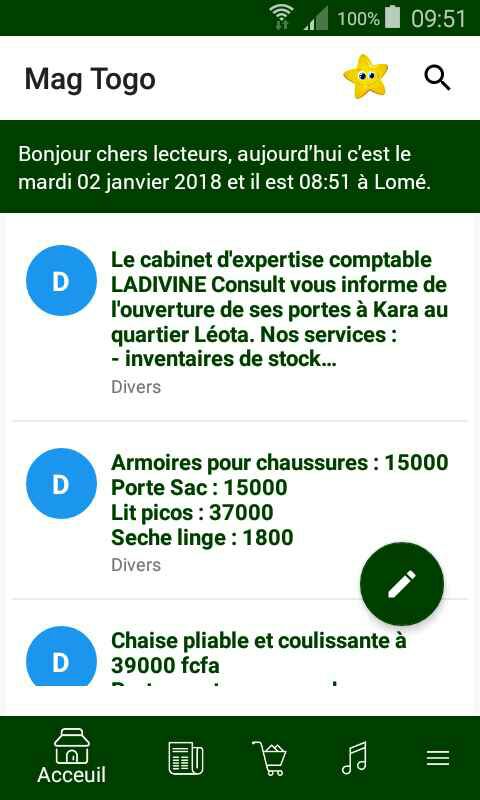 100% 09:51
Mag Togo
Bonjour chers lecteurs, aujourd'hui c'est le
mardi 02 janvier 2018 et il est 08:51 à Lomé.
D
Le cabinet d'expertise comptable
LADIVINE Consult vous informe de
l'ouverture de ses portes à Kara au
quartier Léota. Nos services :
- inventaires de stock...
Divers
D
Armoires pour chaussures : 15000
Porte Sac : 15000
Lit picos : 37000
Seche linge : 1800
Divers
D
Chaise pliable et coulissante à
39000 fcfa
Acceuil